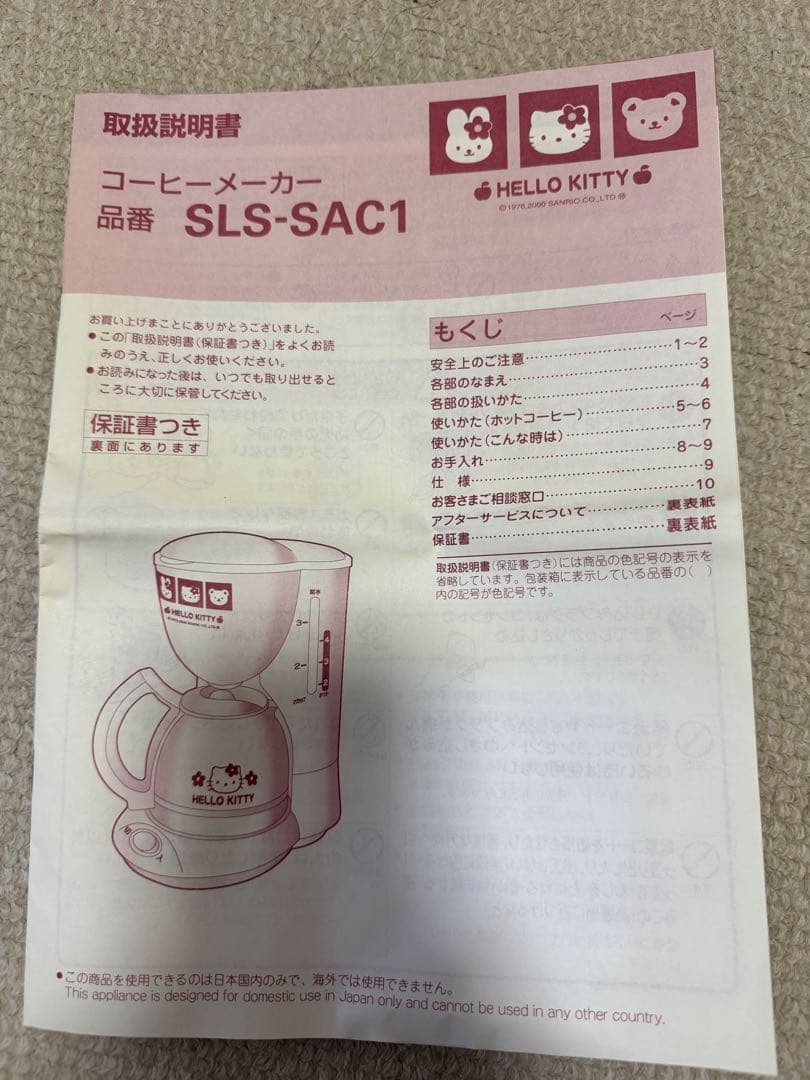 取扱説明書
コーヒーメーカー
品番 SLS-SAC1
HELLO KITTY
© 1976, 2000 SANRIO CO., LTD.
お買い上げまことにありがとうございました。
●この「取扱説明書(保証書つき)」をよくお読
みのうえ、正しくお使いください。
●お読みになった後は、いつでも取り出せると
ころに大切に保管してください。
保証書つき
裏面にあります
もくじ ページ
安全上のご注意…………………1〜2
各部のなまえ……………………3
各部の扱いかた…………………4
使いかた(ホットコーヒー)………………5〜6
使いかた(こんな時は)…………………7
お手入れ…………………………8〜9
仕 様……………………………9
お客さまご相談窓口……………………10
アフターサービスについて…………裏表紙
保証書……………………………裏表紙
取扱説明書(保証書つき)には商品の色記号の表示を
省略しています。包装箱に表示している品番の( )
内の記号が色記号です。
HELLO KITTY
給水
3
2
4
3
2
HELLO KITTY
●この商品を使用できるのは日本国内のみで、海外では使用できません。
This appliance is designed for domestic use in Japan only and cannot be used in any other country.